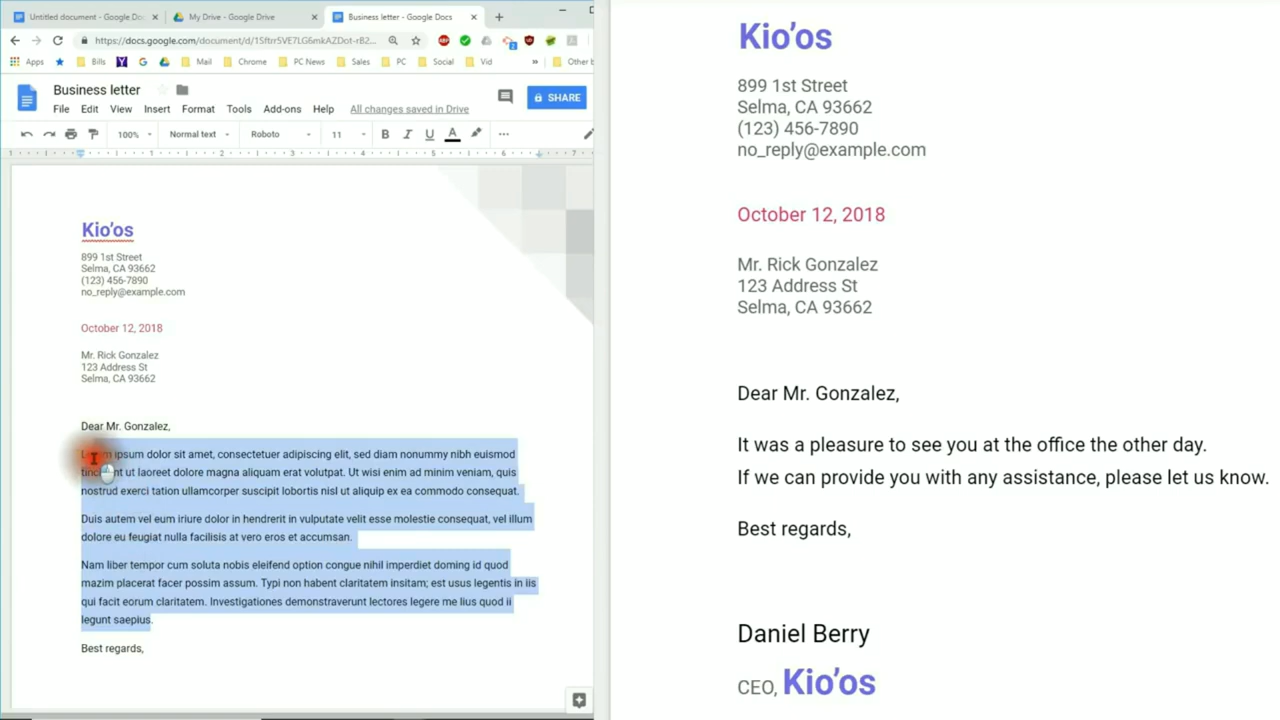 Untitled document - Google Doc
My Drive - Google Drive
Business letter - Google Docs
https://docs.google.com/document/d/1Sftrr5VE7LG6mkAZDot-rB2...
Apps
Bills
Mail
Chrome
PC News
Sales
PC
Social
Vid
»
Other b
Business letter
File Edit View Insert Format Tools Add-ons Help All changes saved in Drive
SHARE
100% Normal text Roboto 11 B I U A ...
1 1 2 3 4 5 6 7
Kio'os
899 1st Street
Selma, CA 93662
(123) 456-7890
no_reply@example.com
October 12, 2018
Mr. Rick Gonzalez
123 Address St
Selma, CA 93662
Dear Mr. Gonzalez,
Lorem ipsum dolor sit amet, consectetuer adipiscing elit, sed diam nonummy nibh euismod
tincidunt ut laoreet dolore magna aliquam erat volutpat. Ut wisi enim ad minim veniam, quis
nostrud exerci tation ullamcorper suscipit lobortis nisl ut aliquip ex ea commodo consequat.
Duis autem vel eum iriure dolor in hendrerit in vulputate velit esse molestie consequat, vel illum
dolore eu feugiat nulla facilisis at vero eros et accumsan.
Nam liber tempor cum soluta nobis eleifend option congue nihil imperdiet doming id quod
mazim placerat facer possim assum. Typi non habent claritatem insitam; est usus legentis in iis
qui facit eorum claritatem. Investigationes demonstraverunt lectores legere me lius quod ii
legunt saepius.
Best regards,
Kio'os
899 1st Street
Selma, CA 93662
(123) 456-7890
no_reply@example.com
October 12, 2018
Mr. Rick Gonzalez
123 Address St
Selma, CA 93662
Dear Mr. Gonzalez,
It was a pleasure to see you at the office the other day.
If we can provide you with any assistance, please let us know.
Best regards,
Daniel Berry
CEO, Kio'os